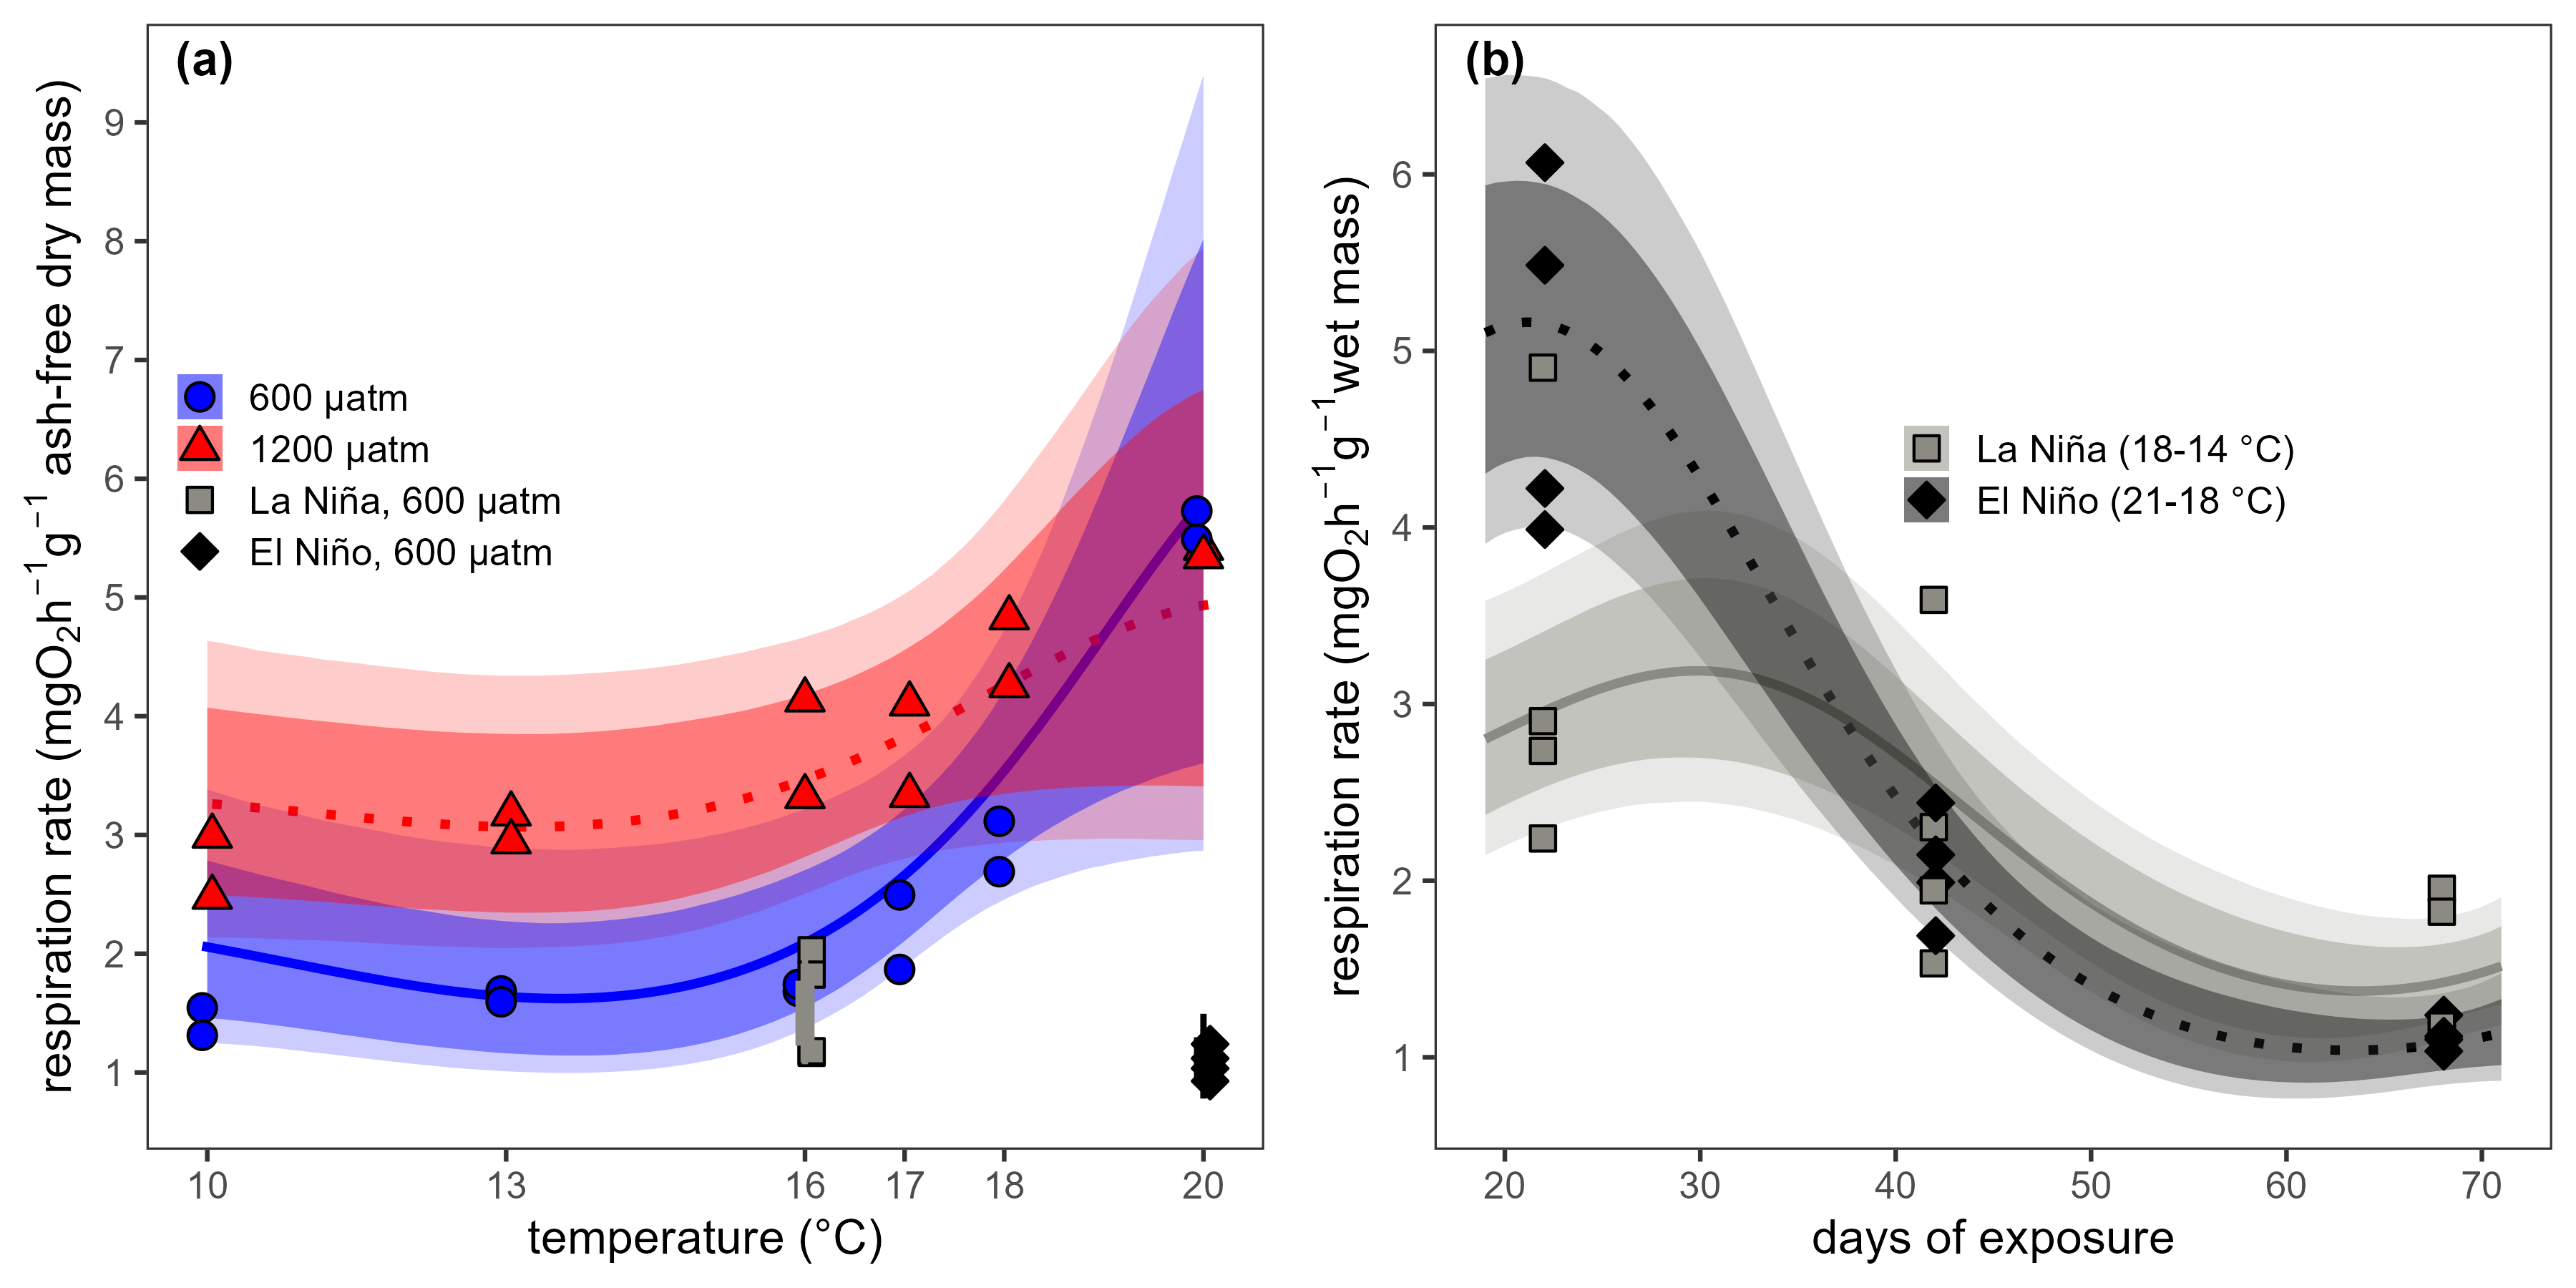 (a)
respiration rate (mgO₂h⁻¹g⁻¹ ash-free dry mass)
9
8
7
6
5
4
3
2
1
600 µatm
1200 µatm
La Niña, 600 µatm
El Niño, 600 µatm
10 13 16 17 18 20
temperature (°C)
(b)
respiration rate (mgO₂h⁻¹g⁻¹wet mass)
6
5
4
3
2
1
La Niña (18-14 °C)
El Niño (21-18 °C)
20 30 40 50 60 70
days of exposure